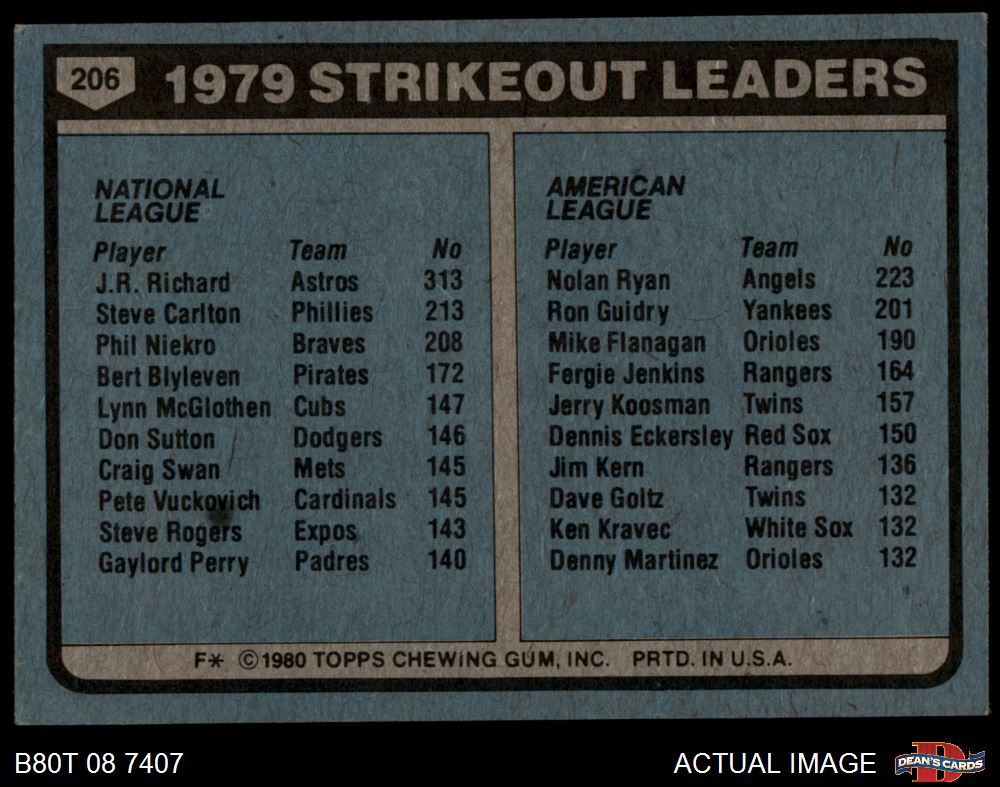 206 1979 STRIKEOUT LEADERS
NATIONAL
LEAGUE
Player Team No
J.R. Richard Astros 313
Steve Carlton Phillies 213
Phil Niekro Braves 208
Bert Blyleven Pirates 172
Lynn McGlothen Cubs 147
Don Sutton Dodgers 146
Craig Swan Mets 145
Pete Vuckovich Cardinals 145
Steve Rogers Expos 143
Gaylord Perry Padres 140
AMERICAN
LEAGUE
Player Team No
Nolan Ryan Angels 223
Ron Guidry Yankees 201
Mike Flanagan Orioles 190
Fergie Jenkins Rangers 164
Jerry Koosman Twins 157
Dennis Eckersley Red Sox 150
Jim Kern Rangers 136
Dave Goltz Twins 132
Ken Kravec White Sox 132
Denny Martinez Orioles 132
F* ©1980 TOPPS CHEWING GUM, INC. PRTD. IN U.S.A.
B80T 08 7407 ACTUAL IMAGE D DEAN'S CARDS